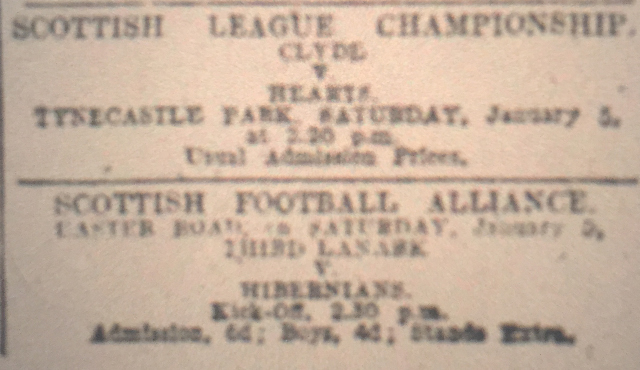 SCOTTISH LEAGUE CHAMPIONSHIP.
CLYDE
V
HEARTS.
TYNECASTLE PARK, SATURDAY, January 5,
at 2.20 p.m.
Usual Admission Prices.
SCOTTISH FOOTBALL ALLIANCE.
EASTER ROAD, on SATURDAY, January 5,
THIRD LANARK
V.
HIBERNIANS.
Kick-Off, 2.30 p.m.
Admission, 6d; Boys, 4d; Stands Extra.